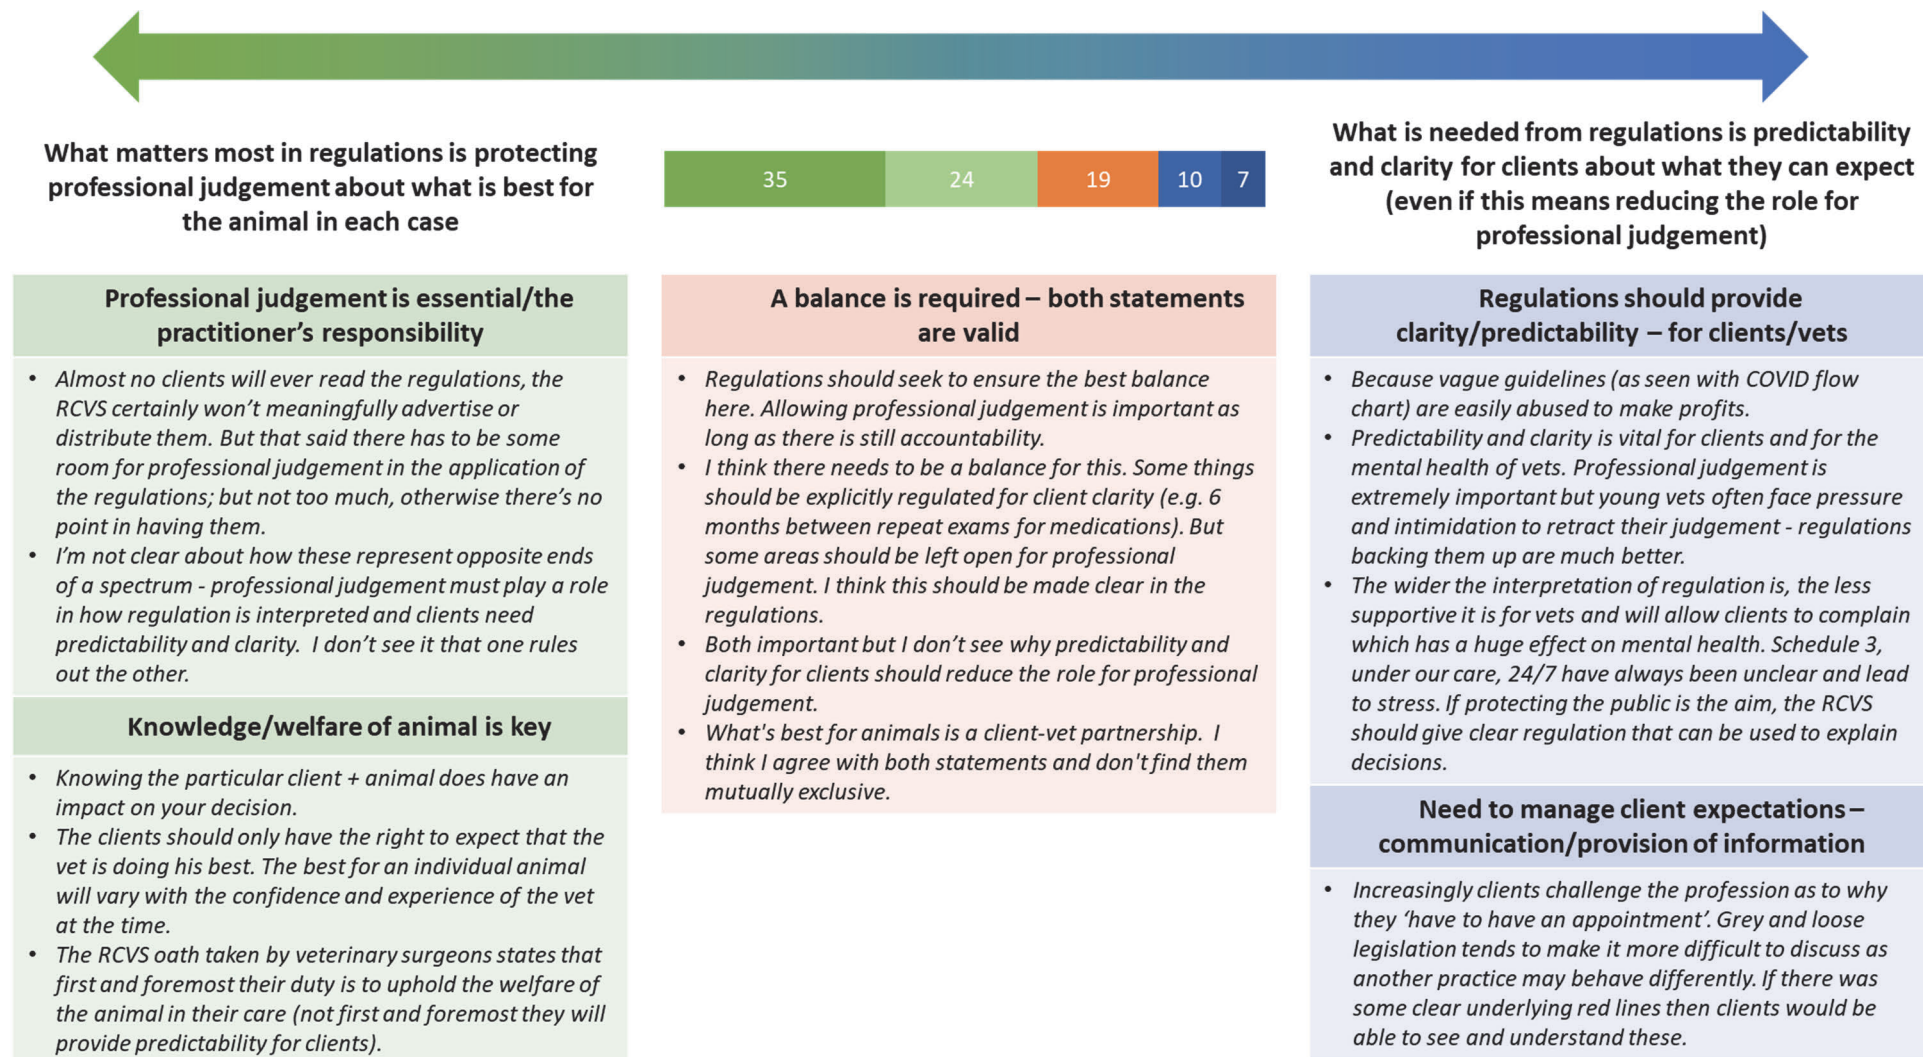 What matters most in regulations is protecting
professional judgement about what is best for
the animal in each case
35 24 19 10 7
What is needed from regulations is predictability
and clarity for clients about what they can expect
(even if this means reducing the role for
professional judgement)
Professional judgement is essential/the
practitioner’s responsibility
• Almost no clients will ever read the regulations, the
RCVS certainly won’t meaningfully advertise or
distribute them. But that said there has to be some
room for professional judgement in the application of
the regulations; but not too much, otherwise there’s no
point in having them.
• I’m not clear about how these represent opposite ends
of a spectrum - professional judgement must play a role
in how regulation is interpreted and clients need
predictability and clarity. I don’t see it that one rules
out the other.
Knowledge/welfare of animal is key
• Knowing the particular client + animal does have an
impact on your decision.
• The clients should only have the right to expect that the
vet is doing his best. The best for an individual animal
will vary with the confidence and experience of the vet
at the time.
• The RCVS oath taken by veterinary surgeons states that
first and foremost their duty is to uphold the welfare of
the animal in their care (not first and foremost they will
provide predictability for clients).
A balance is required – both statements
are valid
• Regulations should seek to ensure the best balance
here. Allowing professional judgement is important as
long as there is still accountability.
• I think there needs to be a balance for this. Some things
should be explicitly regulated for client clarity (e.g. 6
months between repeat exams for medications). But
some areas should be left open for professional
judgement. I think this should be made clear in the
regulations.
• Both important but I don’t see why predictability and
clarity for clients should reduce the role for professional
judgement.
• What's best for animals is a client-vet partnership. I
think I agree with both statements and don't find them
mutually exclusive.
Regulations should provide
clarity/predictability – for clients/vets
• Because vague guidelines (as seen with COVID flow
chart) are easily abused to make profits.
• Predictability and clarity is vital for clients and for the
mental health of vets. Professional judgement is
extremely important but young vets often face pressure
and intimidation to retract their judgement - regulations
backing them up are much better.
• The wider the interpretation of regulation is, the less
supportive it is for vets and will allow clients to complain
which has a huge effect on mental health. Schedule 3,
under our care, 24/7 have always been unclear and lead
to stress. If protecting the public is the aim, the RCVS
should give clear regulation that can be used to explain
decisions.
Need to manage client expectations –
communication/provision of information
• Increasingly clients challenge the profession as to why
they ‘have to have an appointment’. Grey and loose
legislation tends to make it more difficult to discuss as
another practice may behave differently. If there was
some clear underlying red lines then clients would be
able to see and understand these.